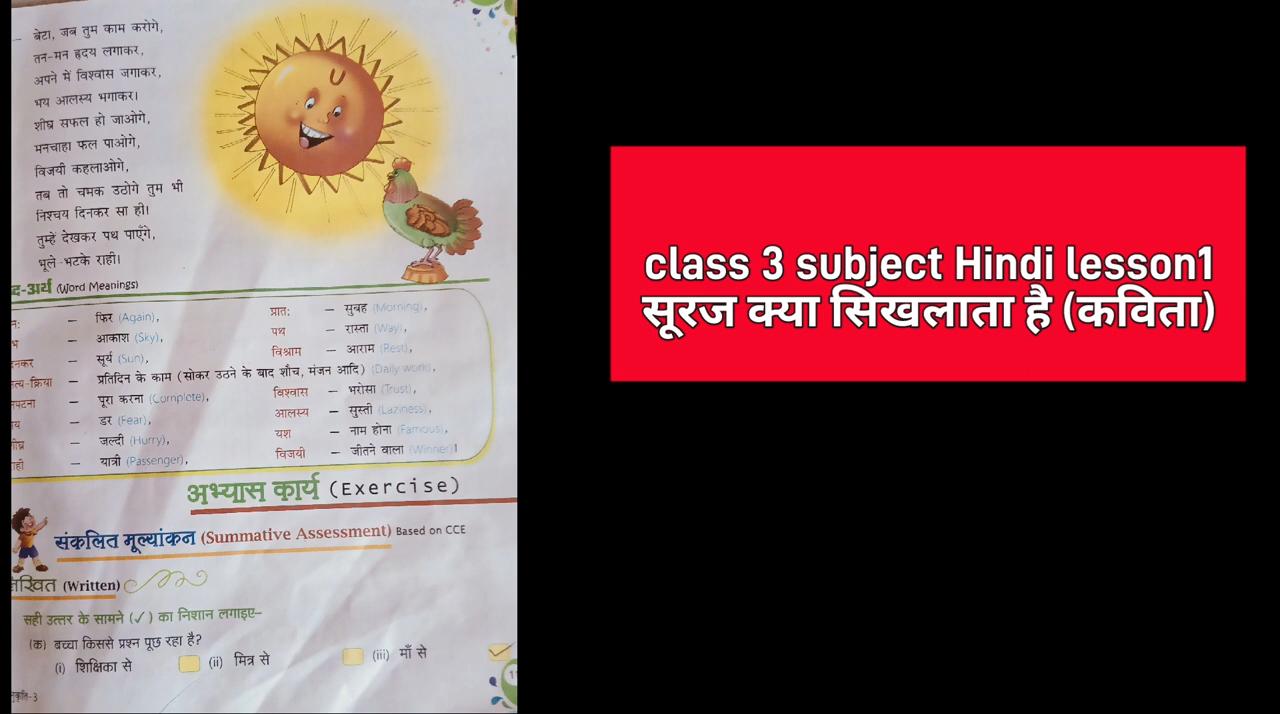 बेटा, जब तुम काम करोगे,
तन-मन हृदय लगाकर,
अपने में विश्वास जगाकर,
भय आलस्य भगाकर।
शीघ्र सफल हो जाओगे,
मनचाहा फल पाओगे,
विजयी कहलाओगे,
तब तो चमक उठोगे तुम भी
निश्चय दिनकर सा ही।
तुम्हें देखकर पथ पाएँगे,
भूले-भटके राही।
द-अर्थ (Word Meanings)
न: – फिर (Again), प्रात: – सुबह (Morning),
भ – आकाश (Sky), पथ – रास्ता (Way),
नकर – सूर्य (Sun), विश्राम – आराम (Rest),
त्य-क्रिया – प्रतिदिन के काम (सोकर उठने के बाद शौच, मंजन आदि) (Daily work),
नपटना – पूरा करना (Complete), विश्वास – भरोसा (Trust),
य – डर (Fear), आलस्य – सुस्ती (Laziness),
ीघ्र – जल्दी (Hurry), यश – नाम होना (Famous),
ही – यात्री (Passenger), विजयी – जीतने वाला (Winner)।
अभ्यास कार्य (Exercise)
संकलित मूल्यांकन (Summative Assessment) Based on CCE
लिखित (Written)
सही उत्तर के सामने (✓) का निशान लगाइए–
(क) बच्चा किससे प्रश्न पूछ रहा है?
(i) शिक्षिका से (ii) मित्र से (iii) माँ से
11
class 3 subject Hindi lesson1
सूरज क्या सिखलाता है (कविता)